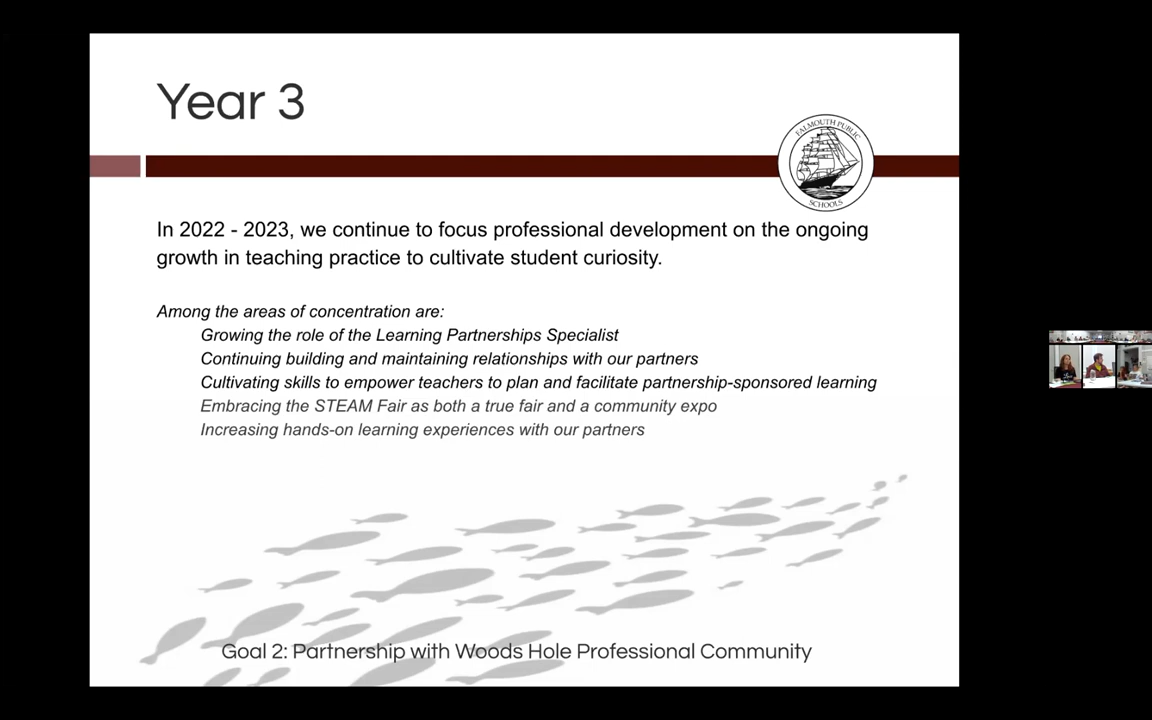 Year 3
FALMOUTH PUBLIC
SCHOOLS
In 2022 - 2023, we continue to focus professional development on the ongoing
growth in teaching practice to cultivate student curiosity.
Among the areas of concentration are:
Growing the role of the Learning Partnerships Specialist
Continuing building and maintaining relationships with our partners
Cultivating skills to empower teachers to plan and facilitate partnership-sponsored learning
Embracing the STEAM Fair as both a true fair and a community expo
Increasing hands-on learning experiences with our partners
Goal 2: Partnership with Woods Hole Professional Community